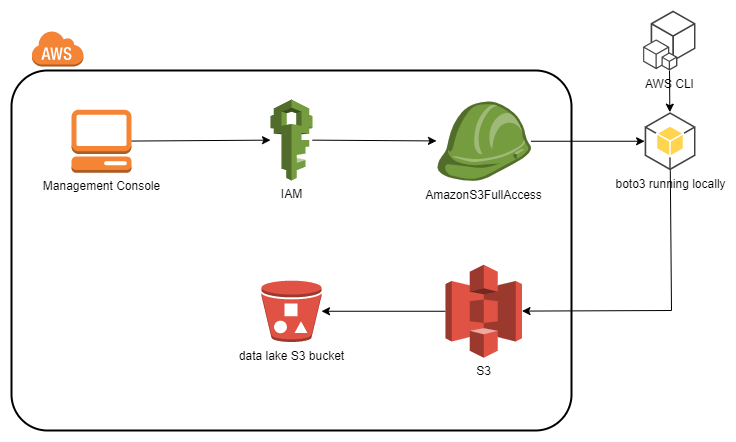 AWS
AWS CLI
Management Console
IAM
AmazonS3FullAccess
boto3 running locally
data lake S3 bucket
S3